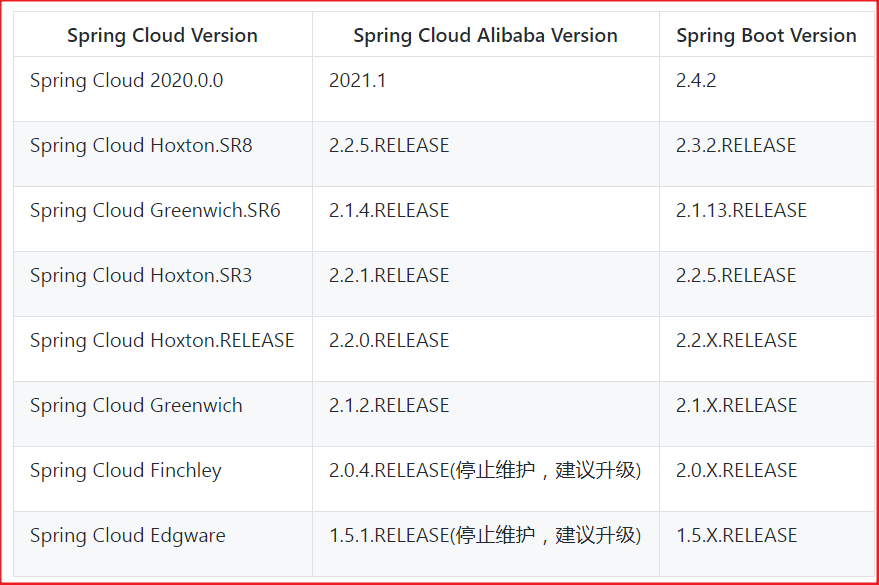 Spring Cloud Version Spring Cloud Alibaba Version Spring Boot Version
Spring Cloud 2020.0.0 2021.1 2.4.2
Spring Cloud Hoxton.SR8 2.2.5.RELEASE 2.3.2.RELEASE
Spring Cloud Greenwich.SR6 2.1.4.RELEASE 2.1.13.RELEASE
Spring Cloud Hoxton.SR3 2.2.1.RELEASE 2.2.5.RELEASE
Spring Cloud Hoxton.RELEASE 2.2.0.RELEASE 2.2.X.RELEASE
Spring Cloud Greenwich 2.1.2.RELEASE 2.1.X.RELEASE
Spring Cloud Finchley 2.0.4.RELEASE(停止维护，建议升级) 2.0.X.RELEASE
Spring Cloud Edgware 1.5.1.RELEASE(停止维护，建议升级) 1.5.X.RELEASE